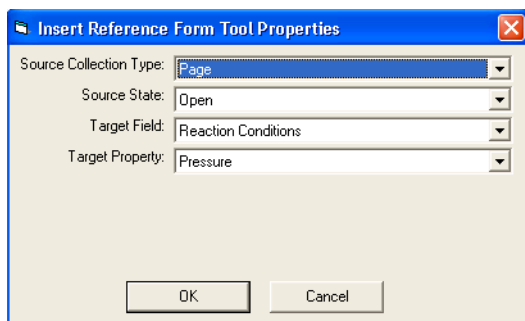 Insert Reference Form Tool Properties
Source Collection Type: Page
Source State: Open
Target Field: Reaction Conditions
Target Property: Pressure
OK Cancel